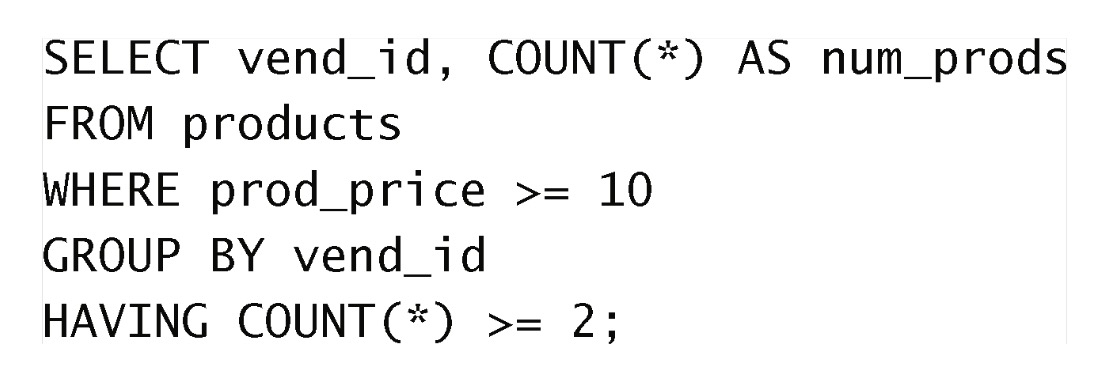 SELECT vend_id, COUNT(*) AS num_prods
FROM products
WHERE prod_price >= 10
GROUP BY vend_id
HAVING COUNT(*) >= 2;